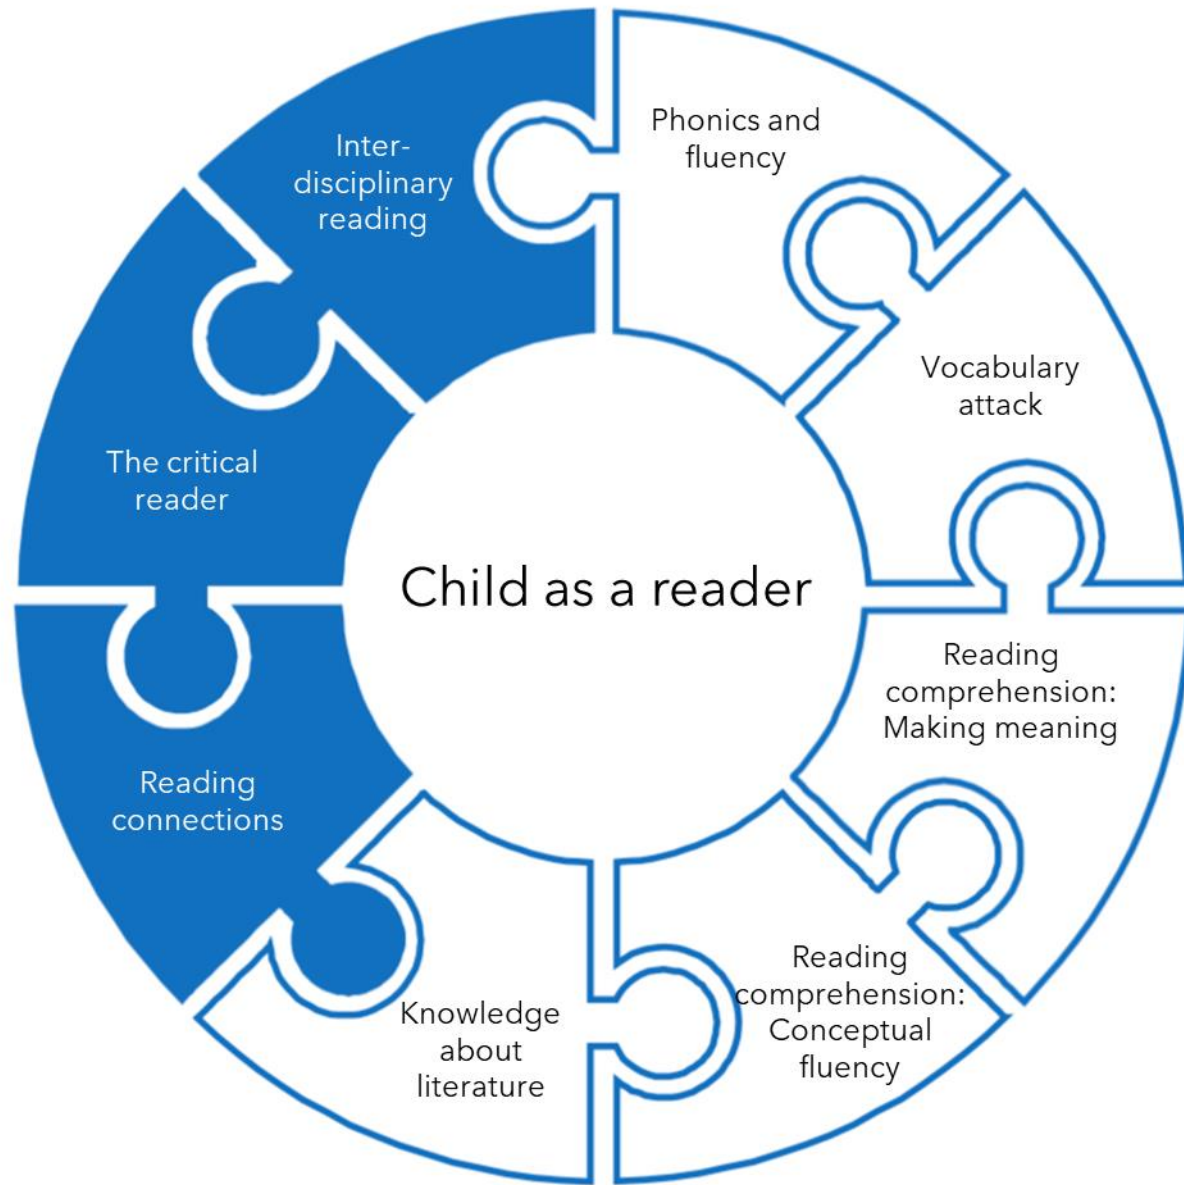 Phonics and
fluency
Vocabulary
attack
Reading
comprehension:
Making meaning
Reading
comprehension:
Conceptual
fluency
Knowledge
about
literature
Reading
connections
The critical
reader
Inter-
disciplinary
reading
Child as a reader